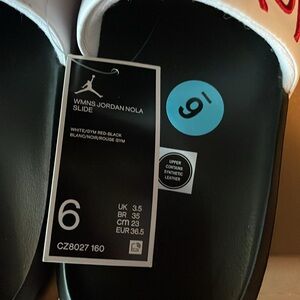 WMNS JORDAN NOLA
SLIDE
WHITE/GYM RED-BLACK
BLANC/NOIR/ROUGE GYM
6
UK 3.5
BR 35
cm 23
EUR 36.5
CZ8027 160
6
UPPER
CONTAINS
SYNTHETIC
LEATHER